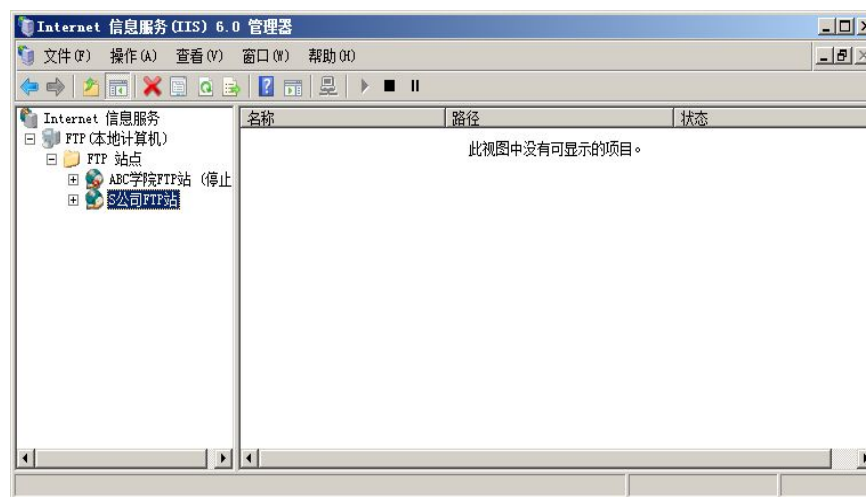 Internet 信息服务(IIS) 6.0 管理器
文件(F) 操作(A) 查看(V) 窗口(W) 帮助(H)
Internet 信息服务
FTP(本地计算机)
FTP 站点
ABC学院FTP站 (停止
S公司FTP站
名称 路径 状态
此视图中没有可显示的项目。